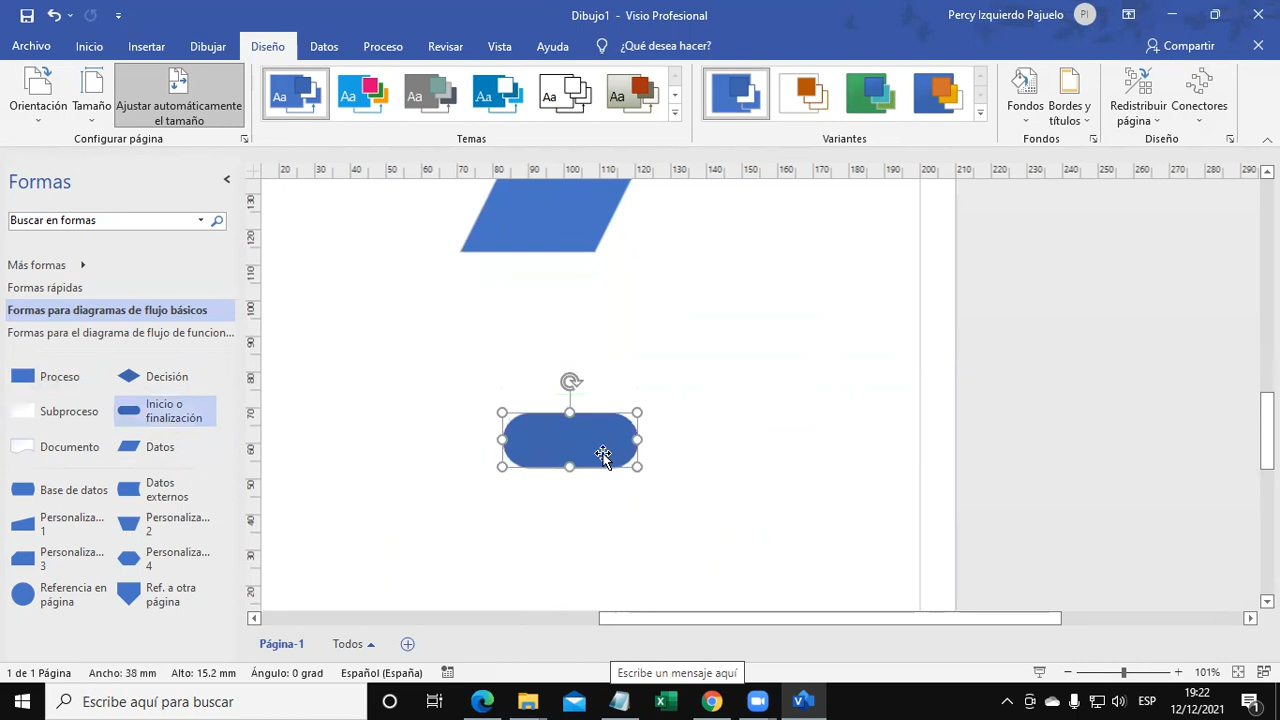 Dibujo1 - Visio Profesional
Percy Izquierdo Pajuelo
PI
Archivo
Inicio
Insertar
Dibujar
Diseño
Datos
Proceso
Revisar
Vista
Ayuda
¿Qué desea hacer?
Compartir
Orientación
Tamaño
Ajustar automáticamente
el tamaño
Aa
Aa
Aa
Aa
Aa
Aa
Fondos
Bordes y
títulos
Redistribuir
página
Conectores
Configurar página
Temas
Variantes
Fondos
Diseño
Formas
Buscar en formas
Más formas
Formas rápidas
Formas para diagramas de flujo básicos
Formas para el diagrama de flujo de funcion...
Proceso
Decisión
Subproceso
Inicio o
finalización
Documento
Datos
Base de datos
Datos
externos
Personaliza...
1
Personaliza...
2
Personaliza...
3
Personaliza...
4
Referencia en
página
Ref. a otra
página
20 30 40 50 60 70 80 90 100 110 120 130 140 150 160 170 180 190 200 210 220 230 240 250 260 270 280 290
130
120
110
100
90
80
70
60
50
40
30
20
Página-1
Todos
1 de 1 Página
Ancho: 38 mm
Alto: 15.2 mm
Ángulo: 0 grad
Español (España)
Escribe un mensaje aquí
101%
Escribe aquí para buscar
ESP
19:22
12/12/2021
1